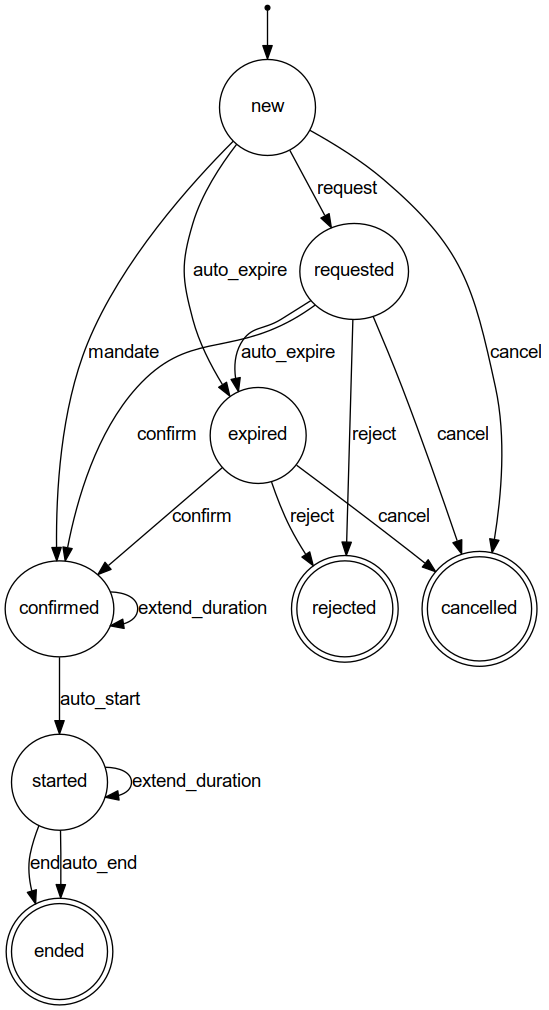 new
request
auto_expire
requested
mandate
auto_expire
cancel
confirm
expired
reject
cancel
confirm
reject
cancel
confirmed
extend_duration
rejected
cancelled
auto_start
started
extend_duration
end
auto_end
ended